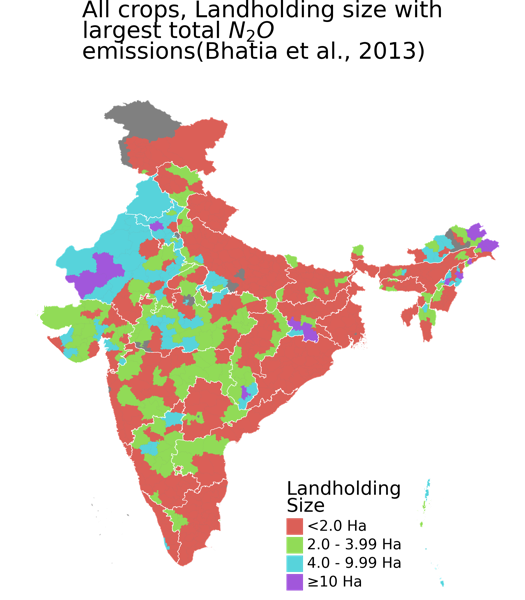 All crops, Landholding size with
largest total N₂O
emissions(Bhatia et al., 2013)
Landholding
Size
<2.0 Ha
2.0 - 3.99 Ha
4.0 - 9.99 Ha
≥10 Ha